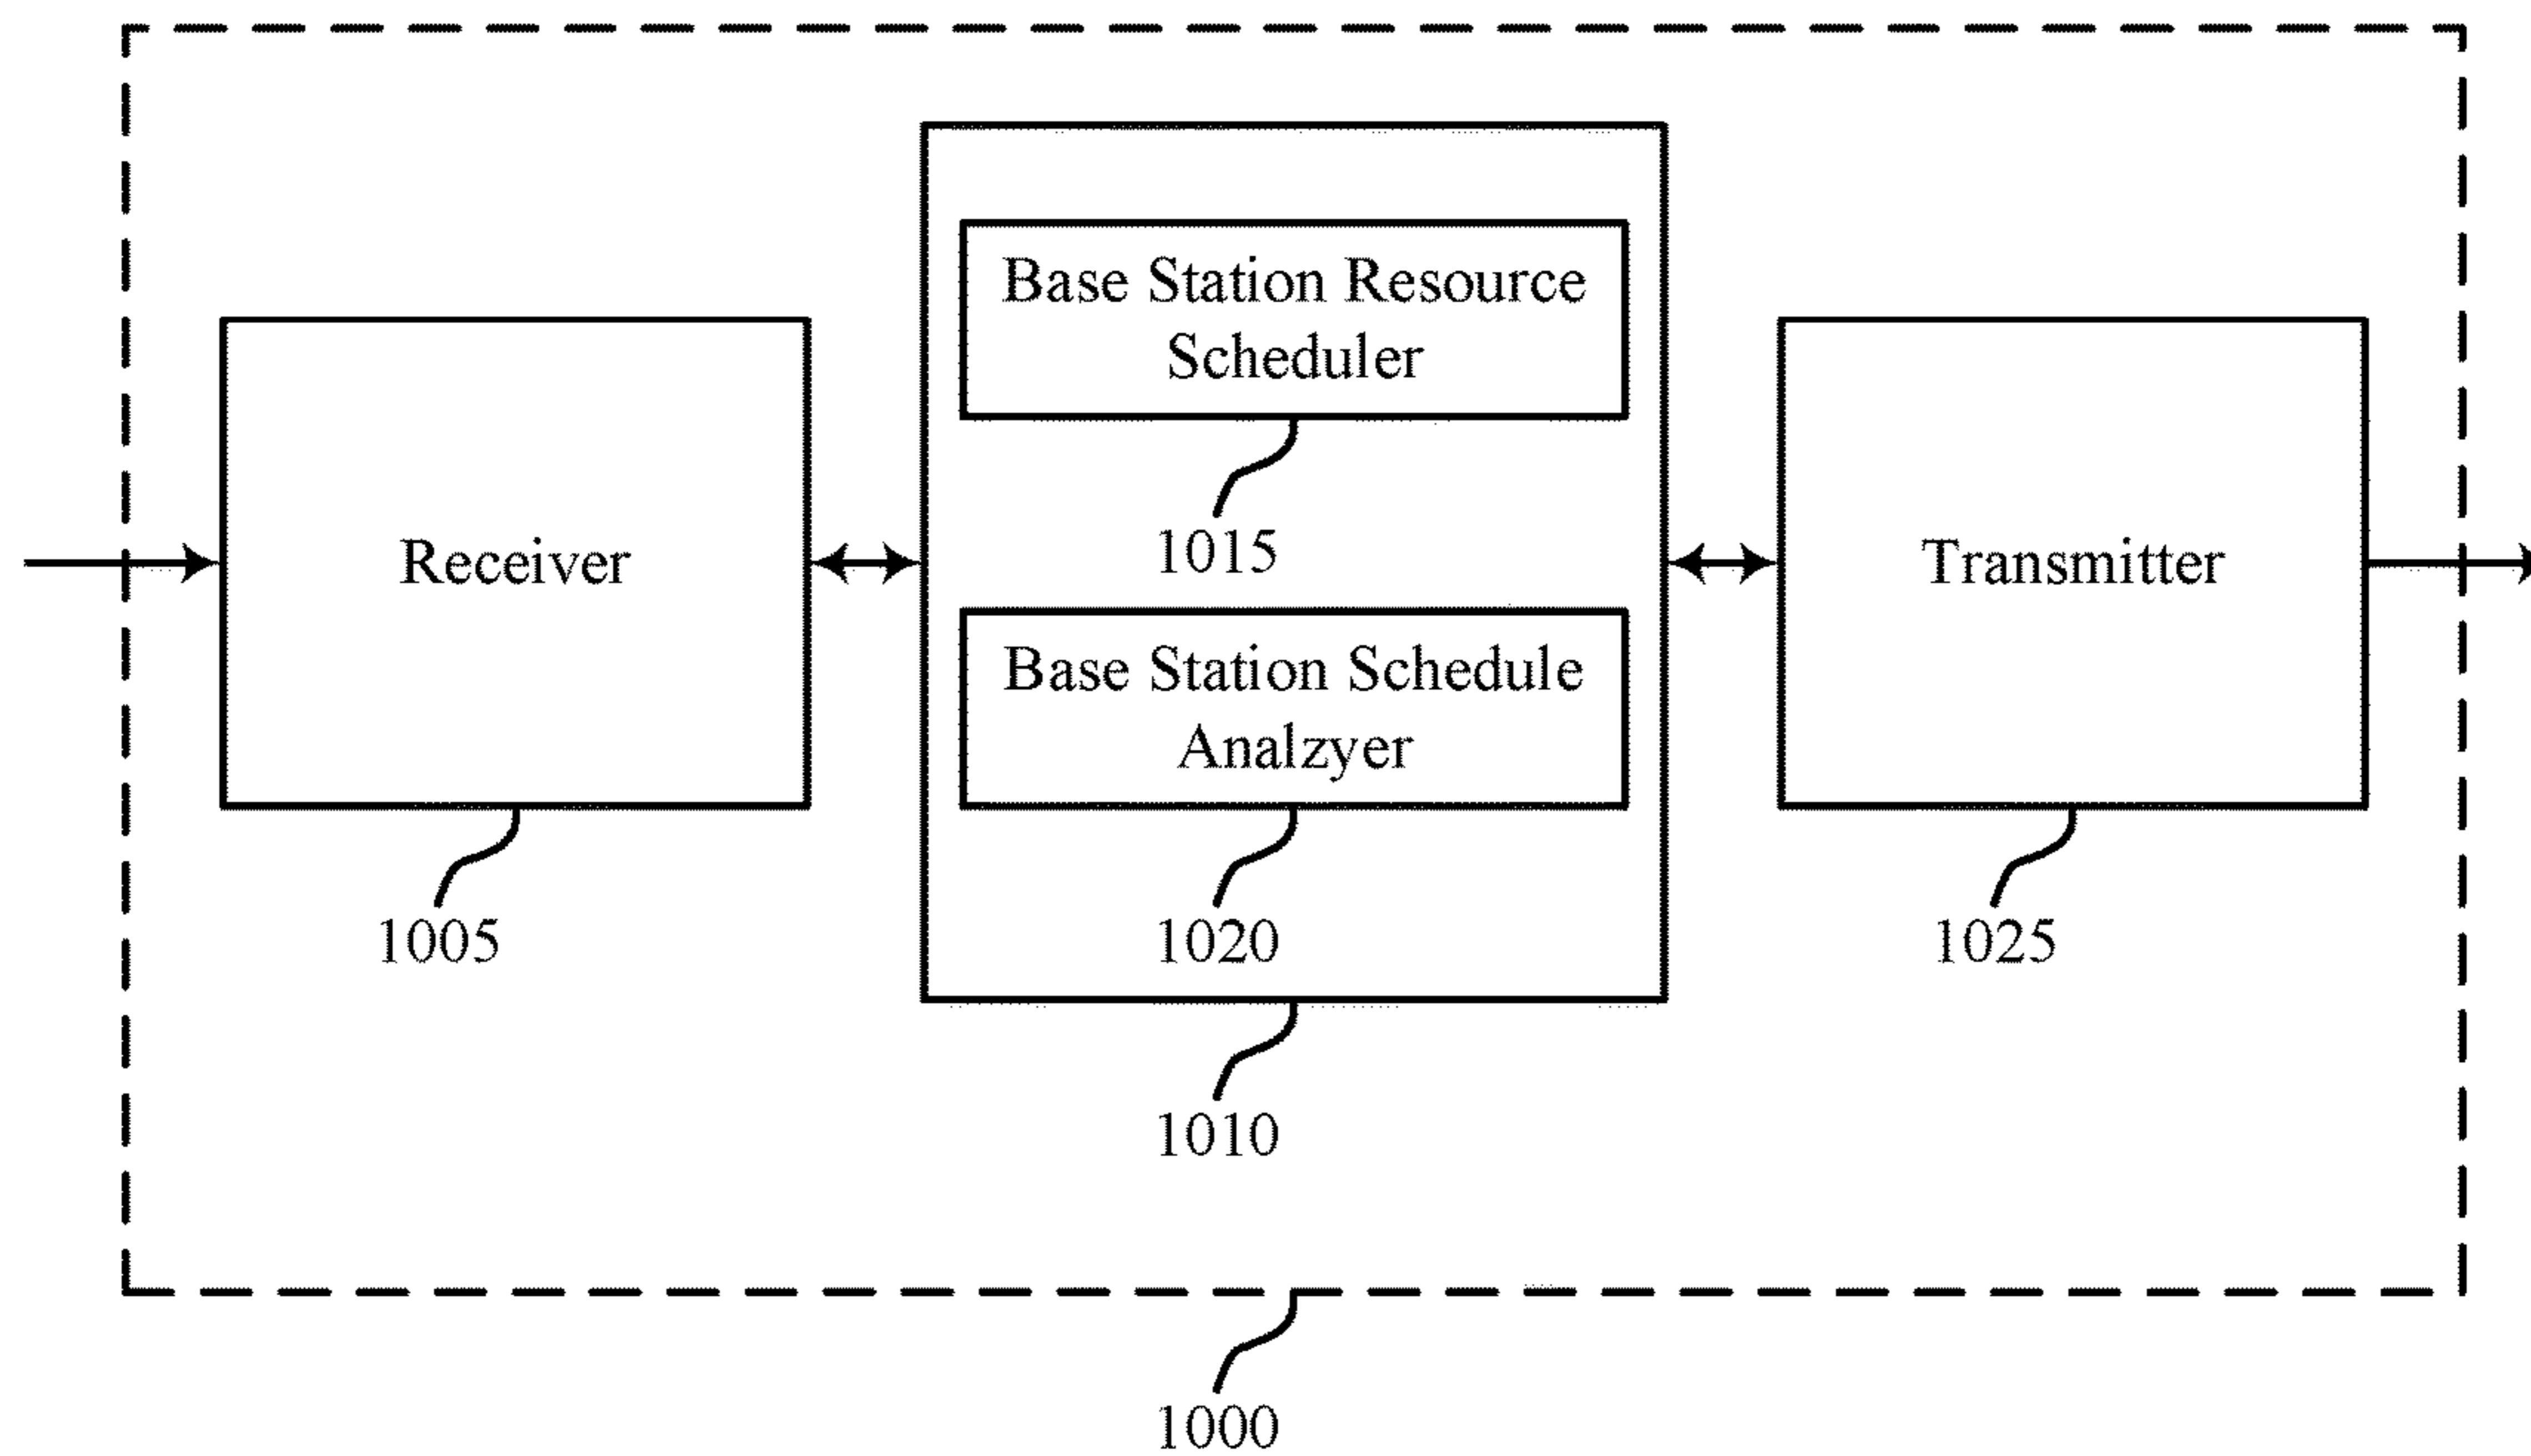 Base Station Resource
Scheduler
1015
Receiver
Transmitter
Base Station Schedule
Analzyer
1005
1020
1025
1010
1000